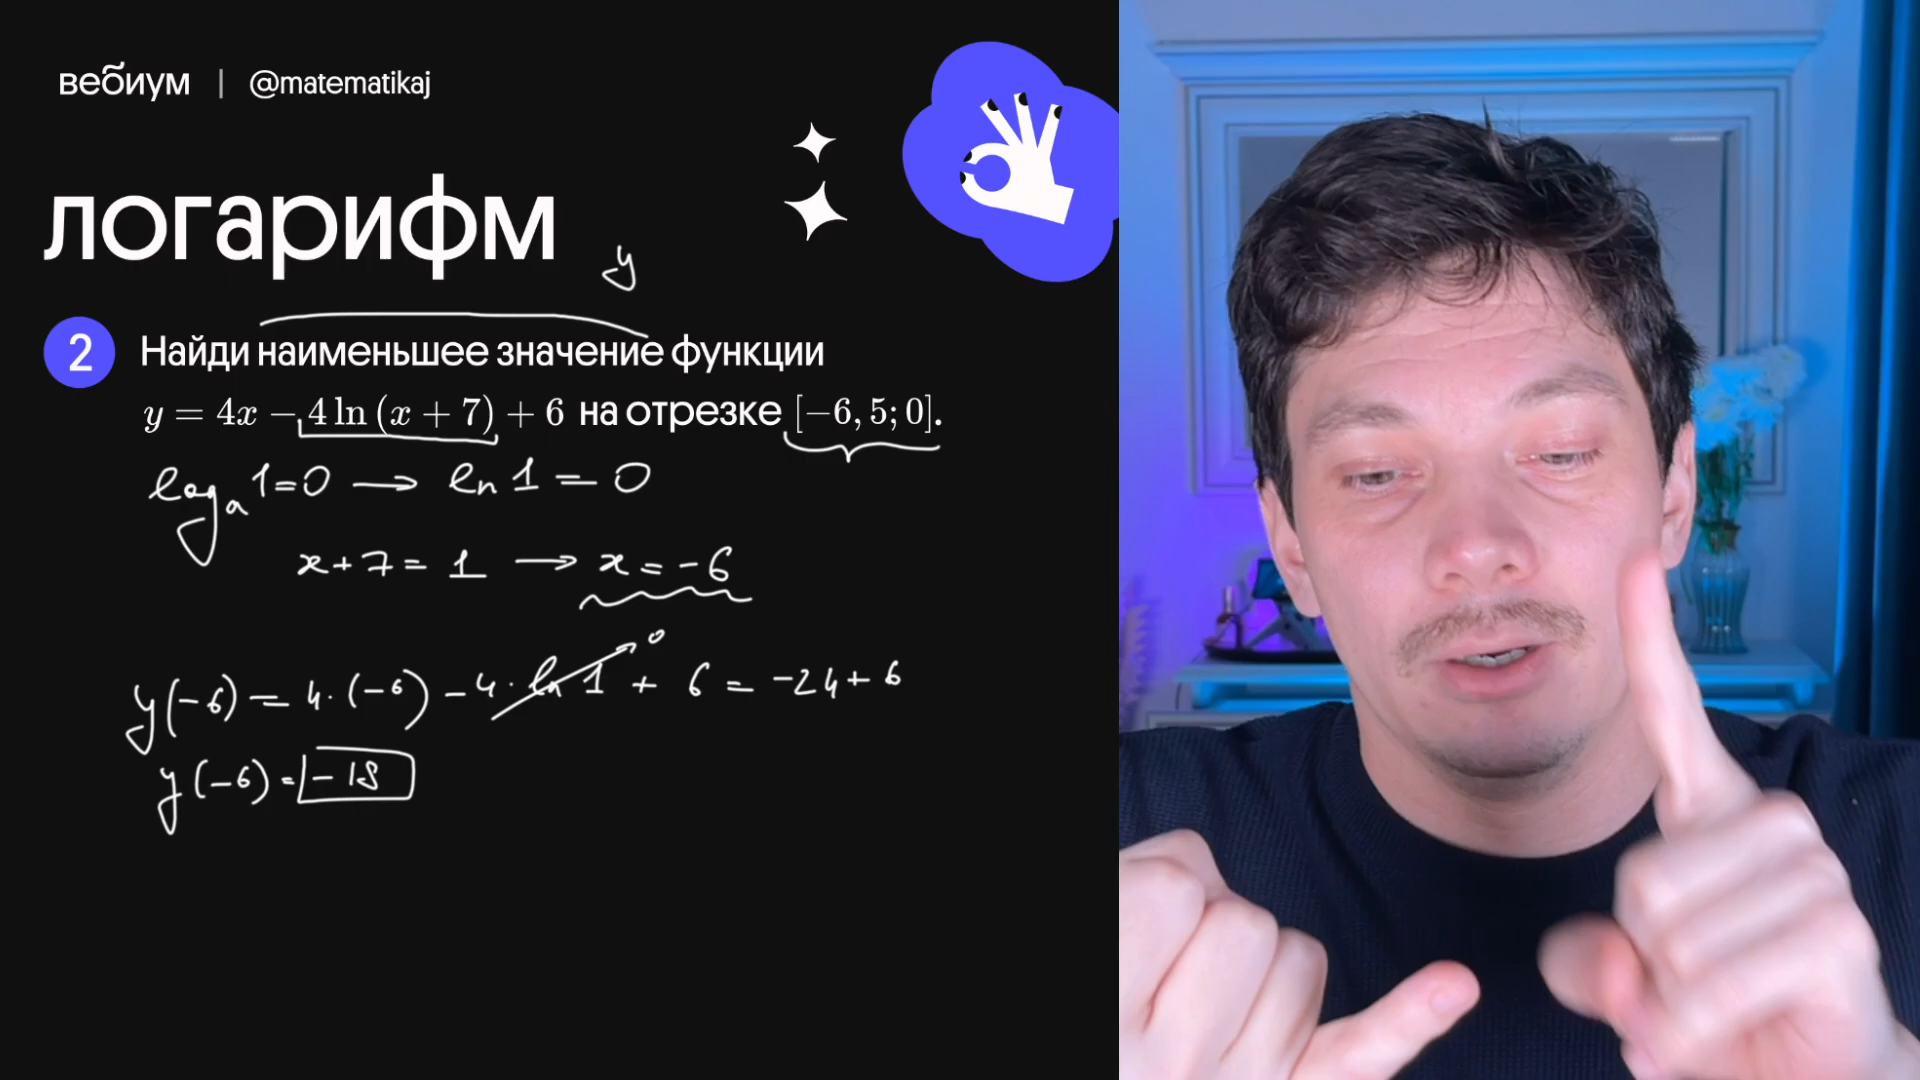 вебиум | @matematikaj
логарифм
y
2 Найди наименьшее значение функции
y = 4x − 4 ln (x + 7) + 6 на отрезке [−6, 5; 0].
logₐ 1 = 0 → ln 1 = 0
x + 7 = 1 → x = -6
y(-6) = 4 · (-6) - 4 · ln 1 + 6 = -24 + 6
0
y(-6) = -18